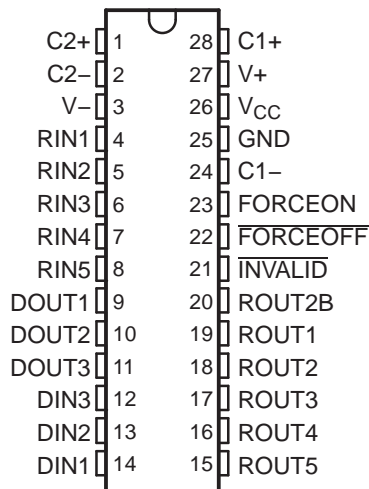 C2+ 1 28 C1+
C2− 2 27 V+
V− 3 26 VCC
RIN1 4 25 GND
RIN2 5 24 C1−
RIN3 6 23 FORCEON
RIN4 7 22 FORCEOFF
RIN5 8 21 INVALID
DOUT1 9 20 ROUT2B
DOUT2 10 19 ROUT1
DOUT3 11 18 ROUT2
DIN3 12 17 ROUT3
DIN2 13 16 ROUT4
DIN1 14 15 ROUT5